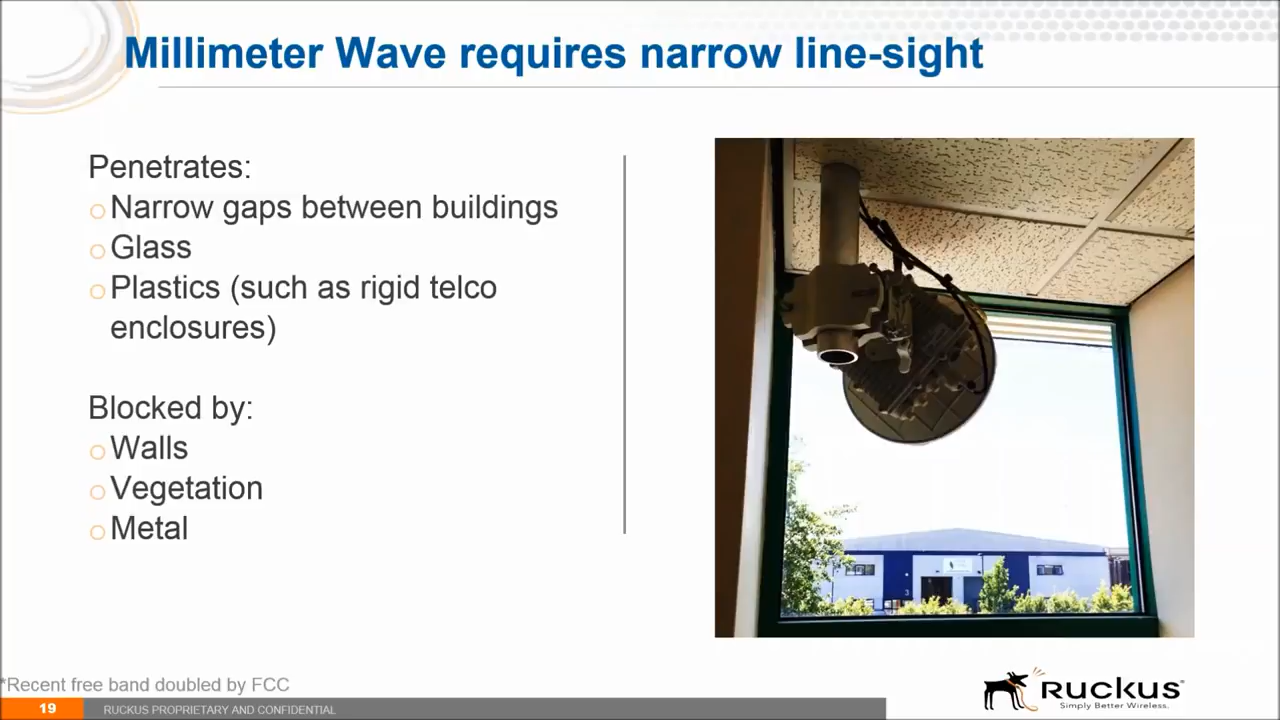 Millimeter Wave requires narrow line-sight
Penetrates:
Narrow gaps between buildings
Glass
Plastics (such as rigid telco
enclosures)
Blocked by:
Walls
Vegetation
Metal
*Recent free band doubled by FCC
19
RUCKUS PROPRIETARY AND CONFIDENTIAL
RUCKUS
Simply Better Wireless.